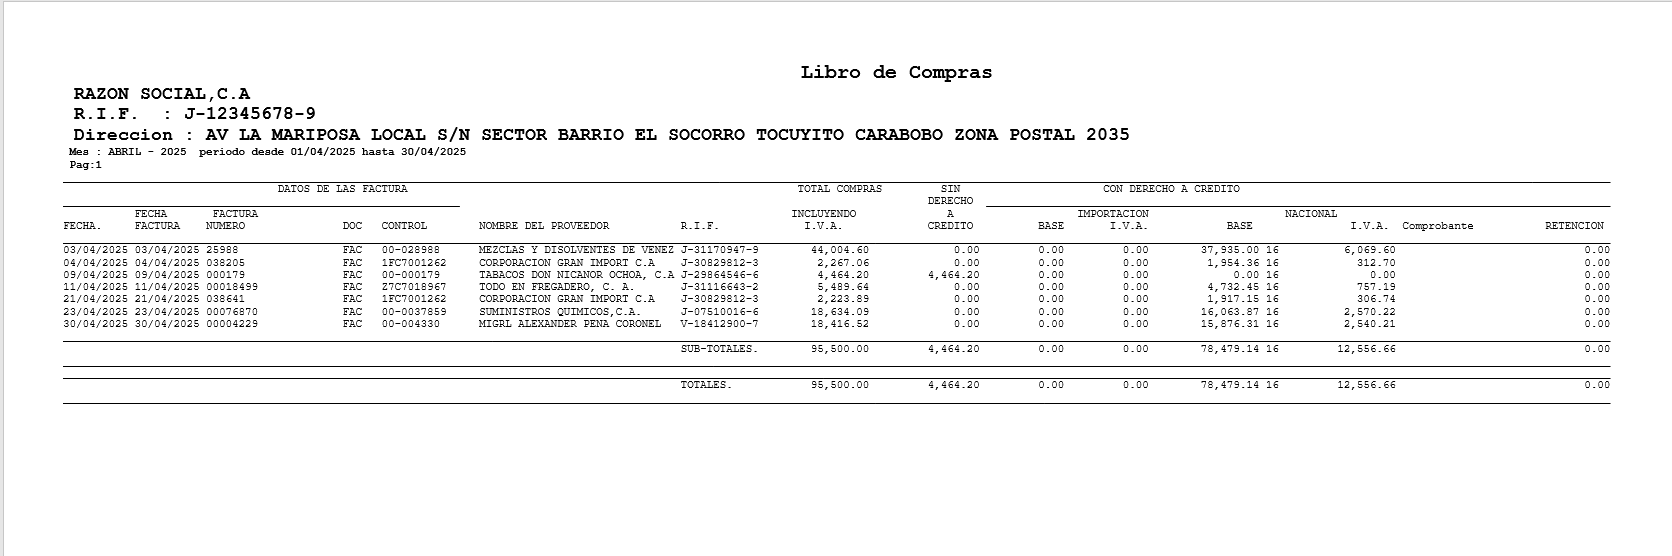 Libro de Compras
RAZON SOCIAL,C.A
R.I.F.  : J-12345678-9
Direccion : AV LA MARIPOSA LOCAL S/N SECTOR BARRIO EL SOCORRO TOCUYITO CARABOBO ZONA POSTAL 2035
Mes : ABRIL - 2025  periodo desde 01/04/2025 hasta 30/04/2025
Pag:1
DATOS DE LAS FACTURA TOTAL COMPRAS SIN CON DERECHO A CREDITO
DERECHO
FECHA FACTURA INCLUYENDO A IMPORTACION NACIONAL
FECHA. FACTURA NUMERO DOC CONTROL NOMBRE DEL PROVEEDOR R.I.F. I.V.A. CREDITO BASE I.V.A. BASE I.V.A. Comprobante RETENCION
03/04/2025 03/04/2025 25988 FAC 00-028988 MEZCLAS Y DISOLVENTES DE VENEZ J-31170947-9 44,004.60 0.00 0.00 0.00 37,935.00 16 6,069.60 0.00
04/04/2025 04/04/2025 038205 FAC 1FC7001262 CORPORACION GRAN IMPORT C.A J-30829812-3 2,267.06 0.00 0.00 0.00 1,954.36 16 312.70 0.00
09/04/2025 09/04/2025 000179 FAC 00-000179 TABACOS DON NICANOR OCHOA, C.A J-29864546-6 4,464.20 4,464.20 0.00 0.00 0.00 16 0.00 0.00
11/04/2025 11/04/2025 00018499 FAC Z7C7018967 TODO EN FREGADERO, C. A. J-31116643-2 5,489.64 0.00 0.00 0.00 4,732.45 16 757.19 0.00
21/04/2025 21/04/2025 038641 FAC 1FC7001262 CORPORACION GRAN IMPORT C.A J-30829812-3 2,223.89 0.00 0.00 0.00 1,917.15 16 306.74 0.00
23/04/2025 23/04/2025 00076870 FAC 00-0037859 SUMINISTROS QUIMICOS,C.A. J-07510016-6 18,634.09 0.00 0.00 0.00 16,063.87 16 2,570.22 0.00
30/04/2025 30/04/2025 00004229 FAC 00-004330 MIGRL ALEXANDER PENA CORONEL V-18412900-7 18,416.52 0.00 0.00 0.00 15,876.31 16 2,540.21 0.00
SUB-TOTALES. 95,500.00 4,464.20 0.00 0.00 78,479.14 16 12,556.66 0.00
TOTALES. 95,500.00 4,464.20 0.00 0.00 78,479.14 16 12,556.66 0.00